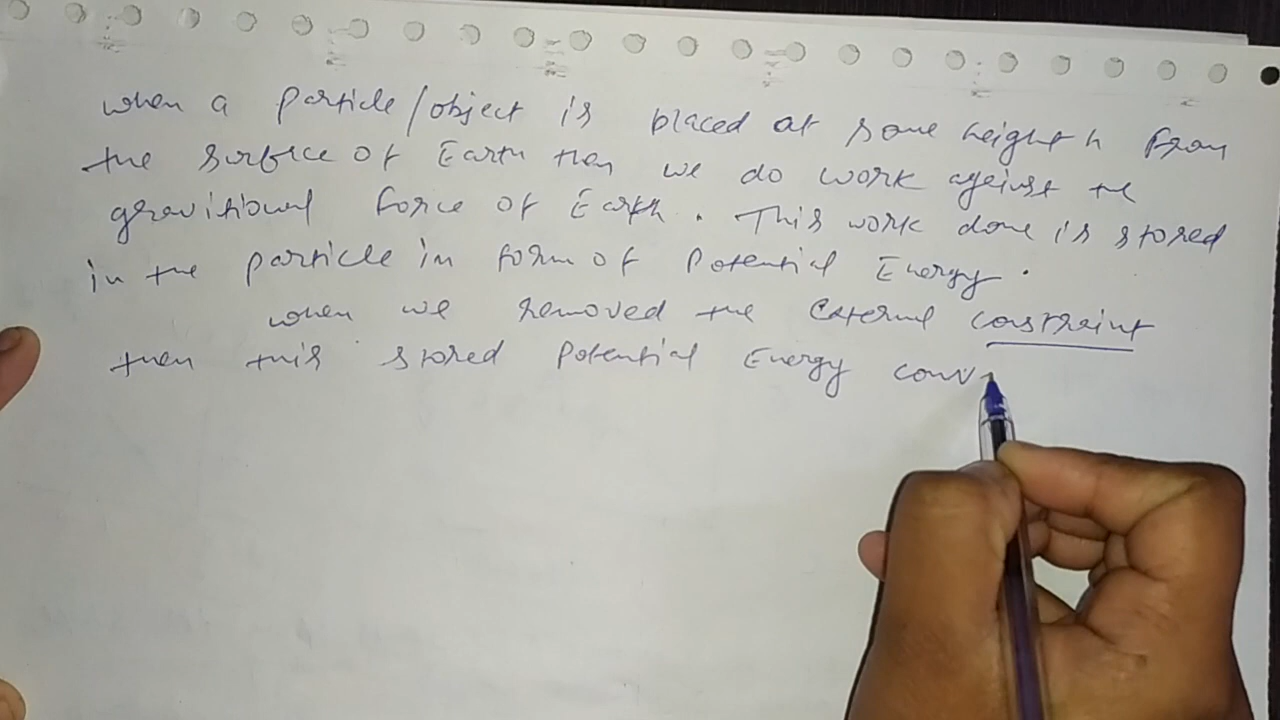 when a particle/object is placed at some height h from
the surface of Earth then we do work against the
gravitional force of Earth. This work done is stored
in the particle in form of Potential Energy.
when we removed the External constraint
then this stored Potential Energy conv